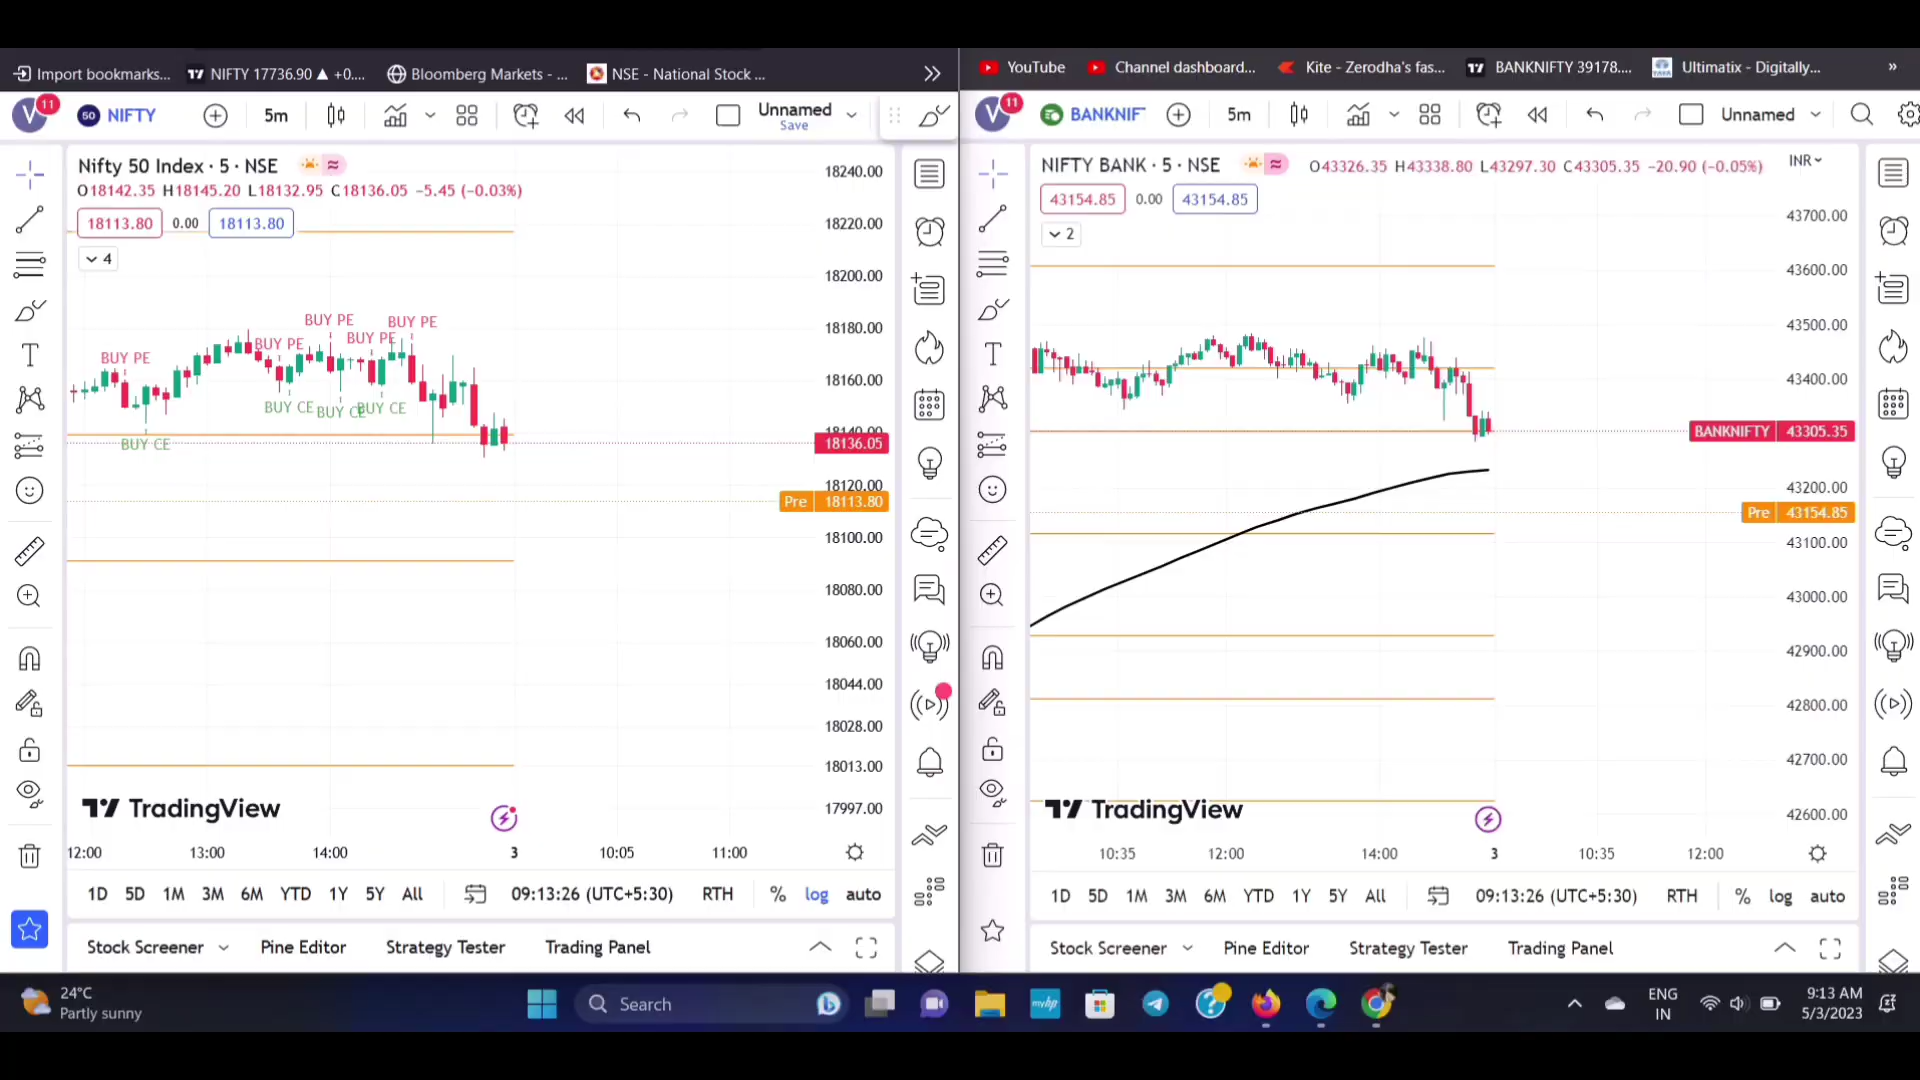 Import bookmarks...
NIFTY 17736.90 ▲ +0....
Bloomberg Markets - ...
NSE - National Stock ...
V
11
50 NIFTY
5m
Unnamed
Save
Nifty 50 Index · 5 · NSE
O18142.35 H18145.20 L18132.95 C18136.05 −5.45 (−0.03%)
18113.80 0.00 18113.80
4
BUY PE
BUY PE
BUY PE
BUY PE
BUY PE
BUY CE
BUY CE
BUY CE
BUY CE
18240.00
18220.00
18200.00
18180.00
18160.00
18140.00
18136.05
18120.00
Pre 18113.80
18100.00
18080.00
18060.00
18044.00
18028.00
18013.00
17997.00
TradingView
12:00 13:00 14:00 3 10:05 11:00
1D 5D 1M 3M 6M YTD 1Y 5Y All
09:13:26 (UTC+5:30) RTH % log auto
Stock Screener Pine Editor Strategy Tester Trading Panel
YouTube
Channel dashboard...
Kite - Zerodha's fas...
BANKNIFTY 39178....
Ultimatix - Digitally...
V
11
BANKNIF
5m
Unnamed
NIFTY BANK · 5 · NSE
O43326.35 H43338.80 L43297.30 C43305.35 −20.90 (−0.05%)
INR
43154.85 0.00 43154.85
2
43700.00
43600.00
43500.00
43400.00
BANKNIFTY 43305.35
43200.00
Pre 43154.85
43100.00
43000.00
42900.00
42800.00
42700.00
42600.00
TradingView
10:35 12:00 14:00 3 10:35 12:00
1D 5D 1M 3M 6M YTD 1Y 5Y All
09:13:26 (UTC+5:30) RTH % log auto
Stock Screener Pine Editor Strategy Tester Trading Panel
24°C
Partly sunny
Search
mybp
ENG
IN
9:13 AM
5/3/2023